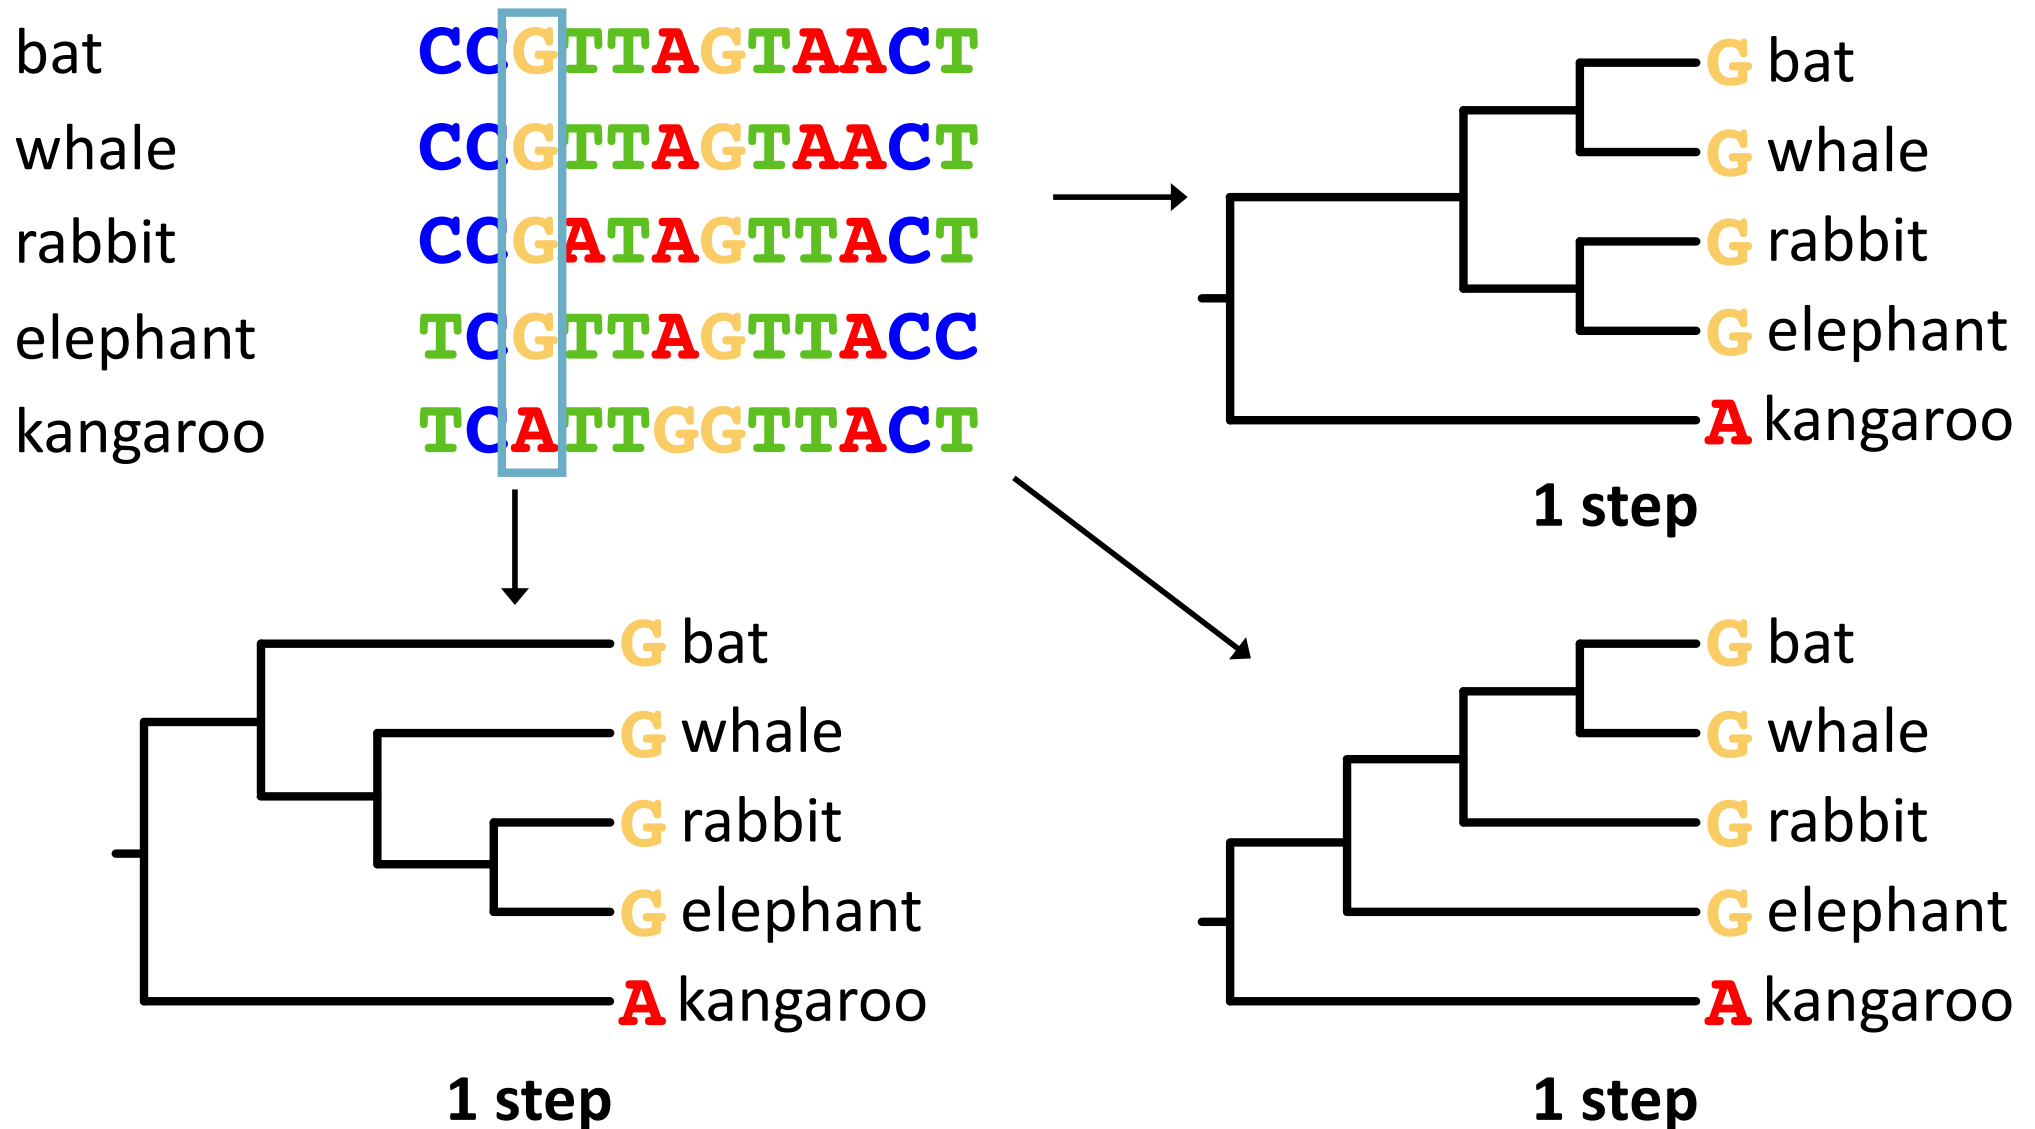 bat CCGTTAGTAACT
whale CCGTTAGTAACT
rabbit CCGATAGTTACT
elephant TCGTTAGTTACC
kangaroo TCATTGGTTACT
G bat
G whale
G rabbit
G elephant
A kangaroo
1 step
G bat
G whale
G rabbit
G elephant
A kangaroo
1 step
G bat
G whale
G rabbit
G elephant
A kangaroo
1 step